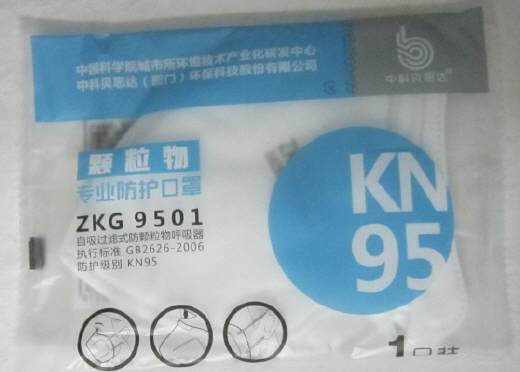 中国科学院城市所环境技术产业化研发中心
中科贝思达（厦门）环保科技股份有限公司
中科贝思达®
颗粒物
专业防护口罩
ZKG 9501
自吸过滤式防颗粒物呼吸器
执行标准 GB2626-2006
防护级别 KN95
KN
95
1只装